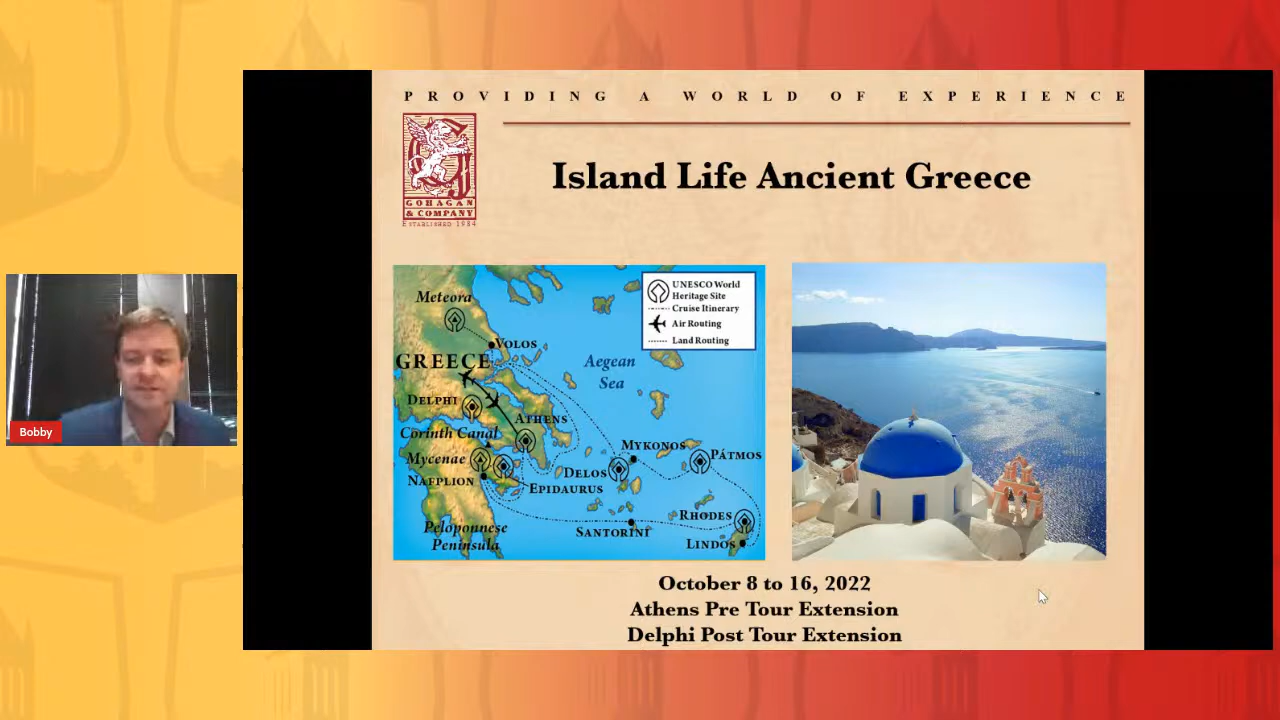 PROVIDING A WORLD OF EXPERIENCE
GOHAGAN
& COMPANY
ESTABLISHED 1984
Island Life Ancient Greece
UNESCO World
Heritage Site
Cruise Itinerary
Air Routing
Land Routing
Meteora
VOLOS
GREECE
Aegean
Sea
DELPHI
ATHENS
Corinth Canal
MYKONOS
Mycenae
PÁTMOS
DELOS
NAFPLION
EPIDAURUS
RHODES
Peloponnese
Peninsula
SANTORINI
LINDOS
Bobby
October 8 to 16, 2022
Athens Pre Tour Extension
Delphi Post Tour Extension